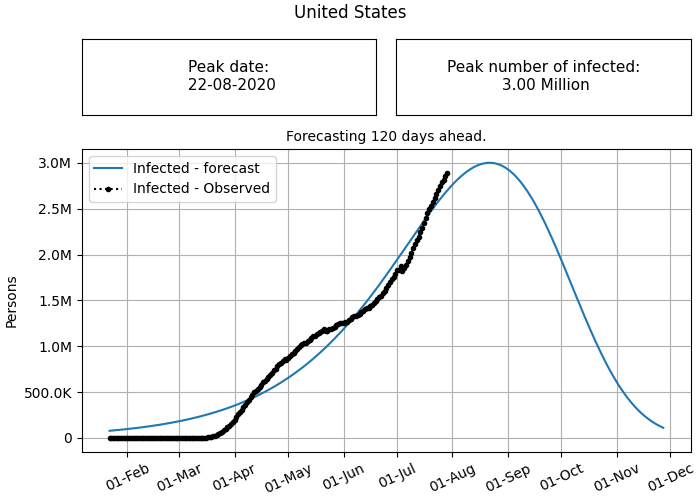 United States
Peak date:
22-08-2020
Peak number of infected:
3.00 Million
Forecasting 120 days ahead.
Infected - forecast
Infected - Observed
Persons
3.0M
2.5M
2.0M
1.5M
1.0M
500.0K
0
01-Feb
01-Mar
01-Apr
01-May
01-Jun
01-Jul
01-Aug
01-Sep
01-Oct
01-Nov
01-Dec